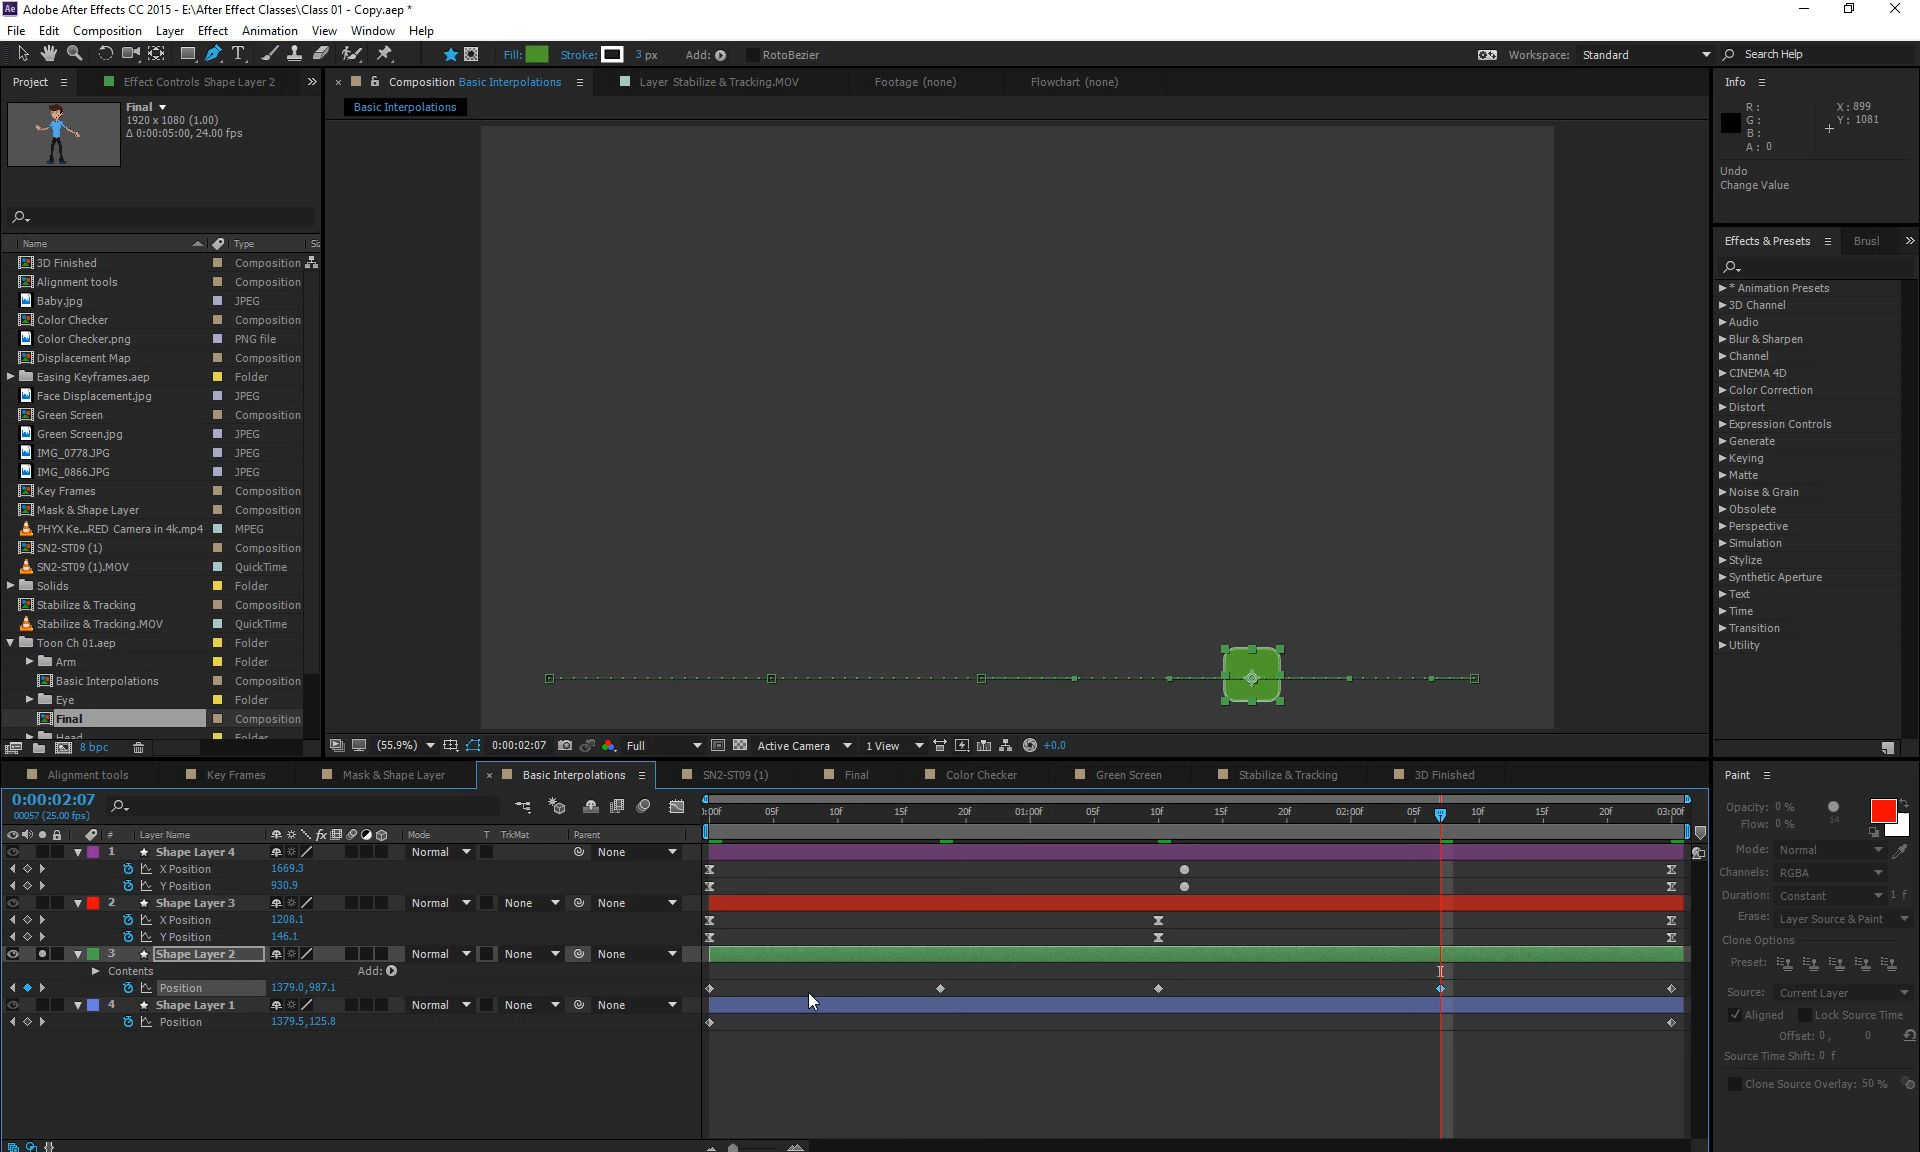 Ae Adobe After Effects CC 2015 - E:\After Effect Classes\Class 01 - Copy.aep *
File Edit Composition Layer Effect Animation View Window Help
Fill: Stroke: 3 px Add: RotoBezier Workspace: Standard Search Help
Project Effect Controls Shape Layer 2 Composition Basic Interpolations Layer Stabilize & Tracking.MOV Footage (none) Flowchart (none) Info
Basic Interpolations
Final
1920 x 1080 (1.00)
Δ 0:00:05:00, 24.00 fps
R: X: 899
G: Y: 1081
B:
A: 0
Undo
Change Value
Effects & Presets Brusl
Name Type Siz
3D Finished Composition
Alignment tools Composition
Baby.jpg JPEG
Color Checker Composition
Color Checker.png PNG file
Displacement Map Composition
Easing Keyframes.aep Folder
Face Displacement.jpg JPEG
Green Screen Composition
Green Screen.jpg JPEG
IMG_0778.JPG JPEG
IMG_0866.JPG JPEG
Key Frames Composition
Mask & Shape Layer Composition
PHYX Ke...RED Camera in 4k.mp4 MPEG
SN2-ST09 (1) Composition
SN2-ST09 (1).MOV QuickTime
Solids Folder
Stabilize & Tracking Composition
Stabilize & Tracking.MOV QuickTime
Toon Ch 01.aep Folder
Arm Folder
Basic Interpolations Composition
Eye Folder
Final Composition
Head Folder
8 bpc
* Animation Presets
3D Channel
Audio
Blur & Sharpen
Channel
CINEMA 4D
Color Correction
Distort
Expression Controls
Generate
Keying
Matte
Noise & Grain
Obsolete
Perspective
Simulation
Stylize
Synthetic Aperture
Text
Time
Transition
Utility
(55.9%) 0:00:02:07 Full Active Camera 1 View +0.0
Alignment tools Key Frames Mask & Shape Layer Basic Interpolations SN2-ST09 (1) Final Color Checker Green Screen Stabilize & Tracking 3D Finished
0:00:02:07
00057 (25.00 fps)
:00f 05f 10f 15f 20f 01:00f 05f 10f 15f 20f 02:00f 05f 10f 15f 20f 03:00f
# Layer Name fx Mode T TrkMat Parent
1 Shape Layer 4 Normal None
X Position 1669.3
Y Position 930.9
2 Shape Layer 3 Normal None None
X Position 1208.1
Y Position 146.1
3 Shape Layer 2 Normal None None
Contents Add:
Position 1379.0,987.1
4 Shape Layer 1 Normal None None
Position 1379.5,125.8
Paint
Opacity: 0 %
Flow: 0 % 14
Mode: Normal
Channels: RGBA
Duration: Constant 1 f
Erase: Layer Source & Paint
Clone Options
Preset:
Source: Current Layer
Aligned Lock Source Time
Offset: 0 , 0
Source Time Shift: 0 f
Clone Source Overlay: 50 %